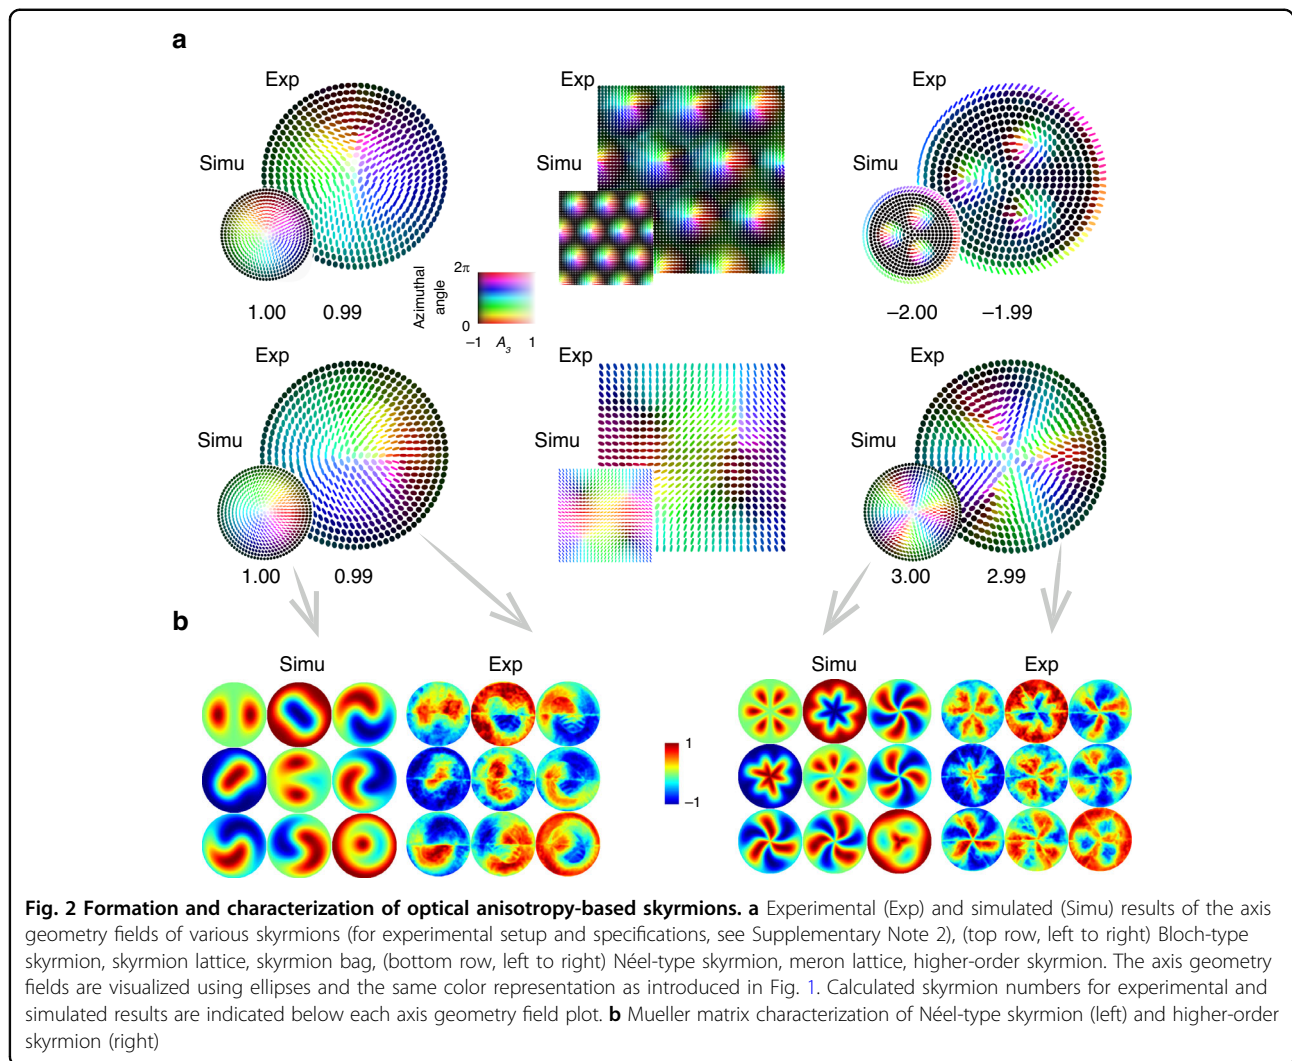 a
Exp
Simu
1.00 0.99
Exp
Simu
Exp
Simu
−2.00 −1.99
Azimuthal angle
2π
0
−1 A3 1
Exp
Simu
1.00 0.99
Exp
Simu
Exp
Simu
3.00 2.99
b
Simu Exp
1
−1
Simu Exp
Fig. 2 Formation and characterization of optical anisotropy-based skyrmions. a Experimental (Exp) and simulated (Simu) results of the axis
geometry fields of various skyrmions (for experimental setup and specifications, see Supplementary Note 2), (top row, left to right) Bloch-type
skyrmion, skyrmion lattice, skyrmion bag, (bottom row, left to right) Néel-type skyrmion, meron lattice, higher-order skyrmion. The axis geometry
fields are visualized using ellipses and the same color representation as introduced in Fig. 1. Calculated skyrmion numbers for experimental and
simulated results are indicated below each axis geometry field plot. b Mueller matrix characterization of Néel-type skyrmion (left) and higher-order
skyrmion (right)